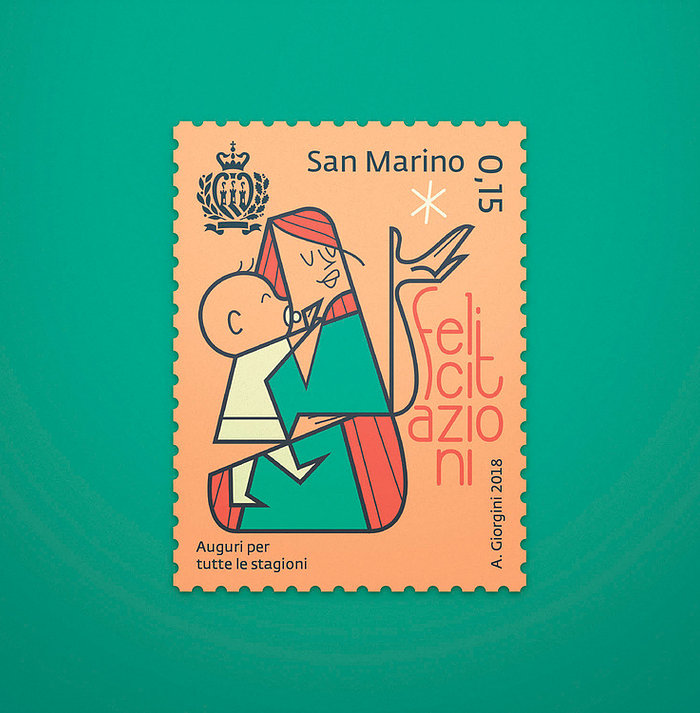 San Marino
0,15
feli
cit
azio
ni
A. Giorgini 2018
Auguri per
tutte le stagioni